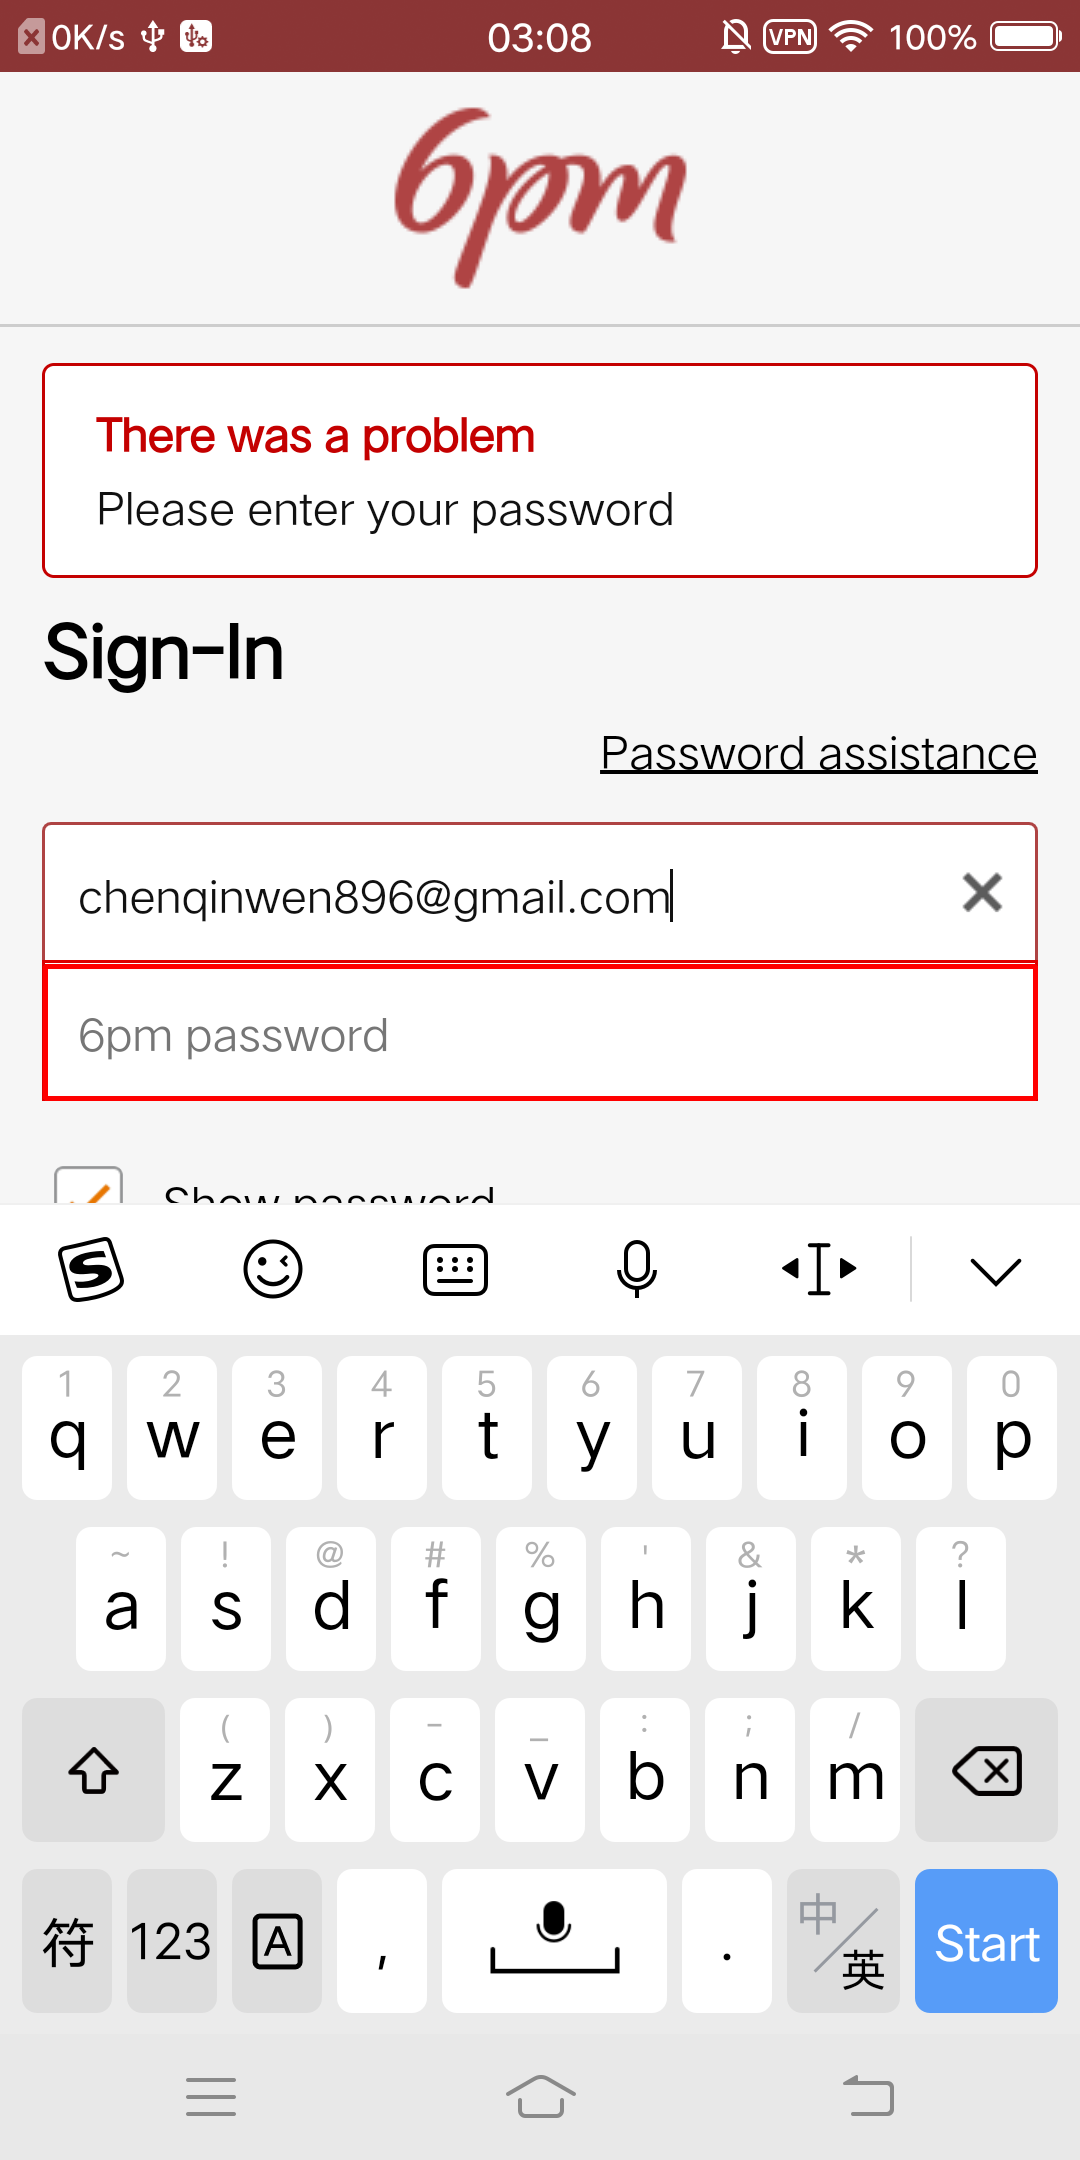 0K/s 03:08 VPN 100%
6pm
There was a problem
Please enter your password
Sign-In
Password assistance
chenqinwen896@gmail.com
6pm password
Show password
1 2 3 4 5 6 7 8 9 0
q w e r t y u i o p
~ ! @ # % ' & * ?
a s d f g h j k l
( ) - _ : ; /
z x c v b n m
符 123 A , . 中/英 Start